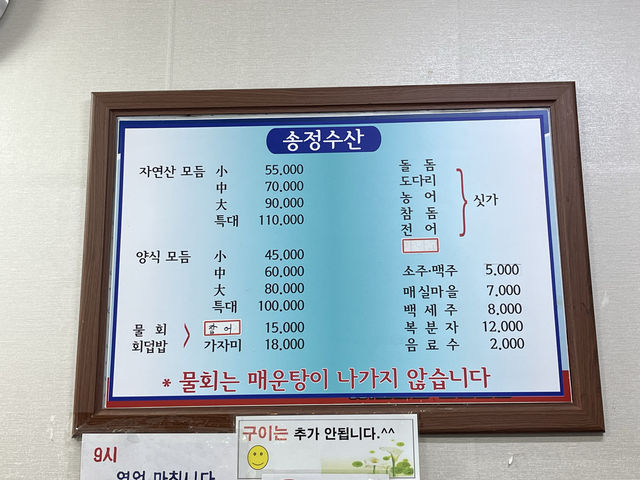 송정수산
자연산 모듬 小 55.000
中 70.000
大 90.000
특대 110.000
양식 모듬 小 45.000
中 60.000
大 80.000
특대 100.000
물 회 15.000
회덥밥 가자미 18.000
돌 돔
도다리
농 어
참 돔
전 어
싯가
소주·맥주 5.000
매실마을 7.000
백 세 주 8.000
복 분 자 12,000
음 료 수 2.000
* 물회는 매운탕이 나가지 않습니다
구이는 추가 안됩니다.^^
9시
영업 마칩니다